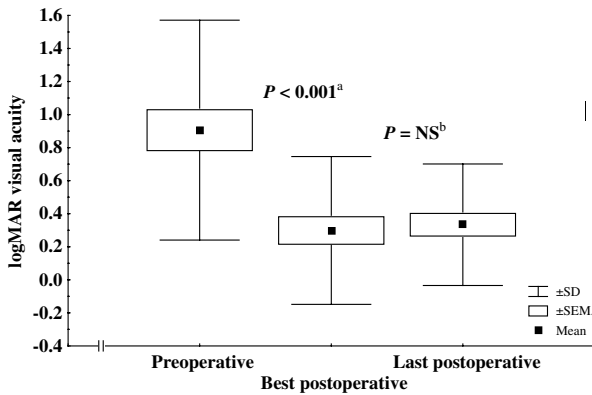 1.6
1.4
1.2
1.0
0.8
0.6
0.4
0.2
0.0
-0.2
-0.4
logMAR visual acuity
P < 0.001a
P = NSb
±SD
±SEM
Mean
Preoperative
Last postoperative
Best postoperative